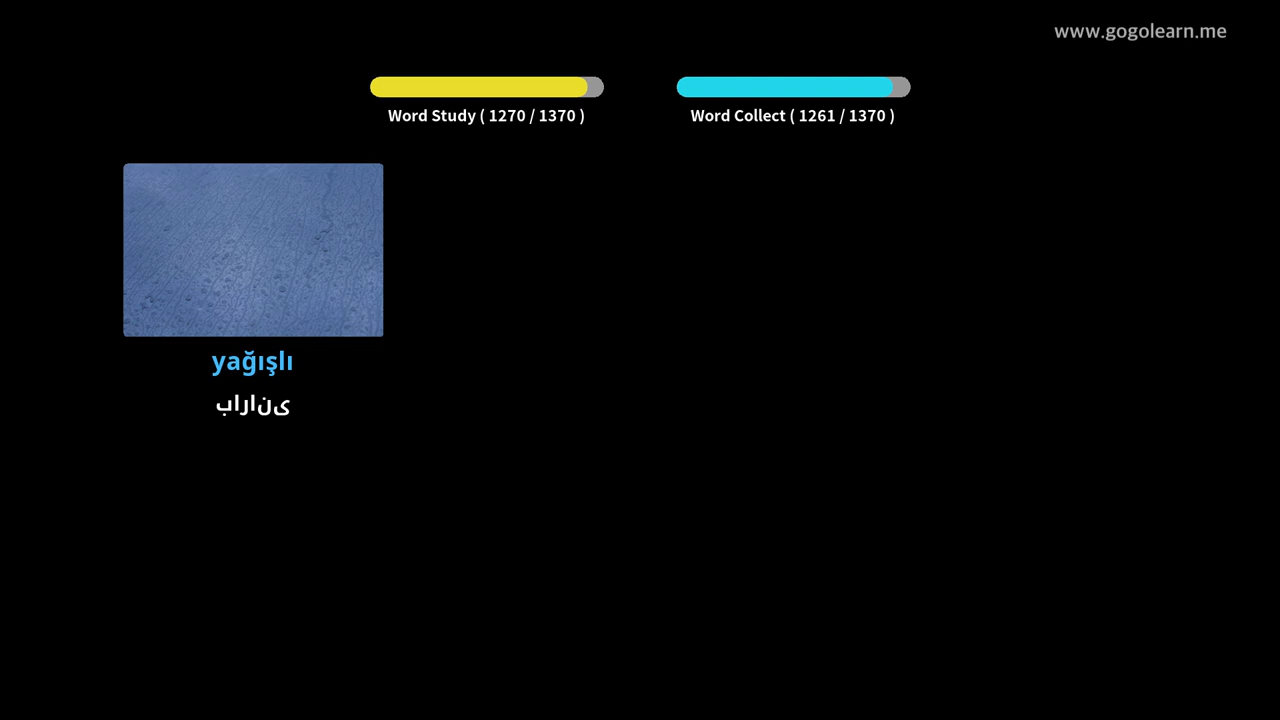 www.gogolearn.me
Word Study ( 1270 / 1370 )
Word Collect ( 1261 / 1370 )
yağışlı
بارانی